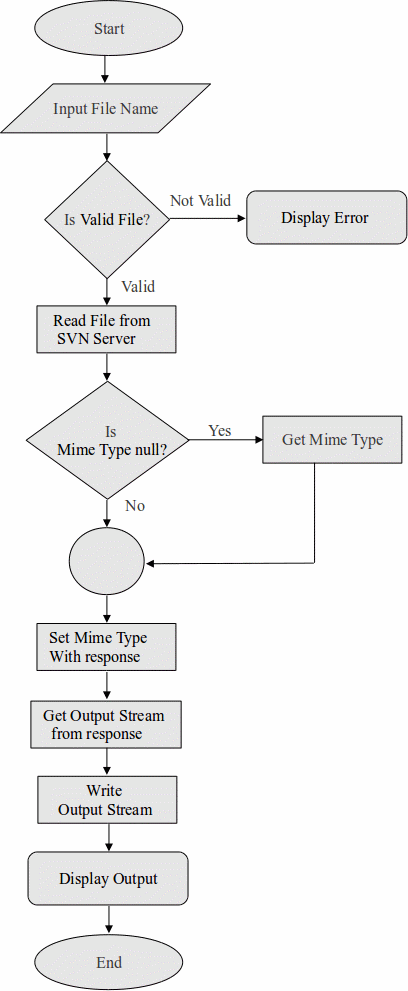 Start
Input File Name
Not Valid
Is Valid File?
Display Error
Valid
Read File from
SVN Server
Is
Mime Type null?
Yes
Get Mime Type
No
Set Mime Type
With response
Get Output Stream
from response
Write
Output Stream
Display Output
End